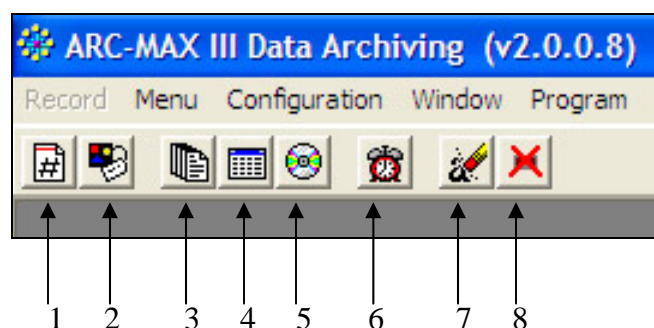 ARC-MAX III Data Archiving (v2.0.0.8)
Record Menu Configuration Window Program
#
a
1 2 3 4 5 6 7 8